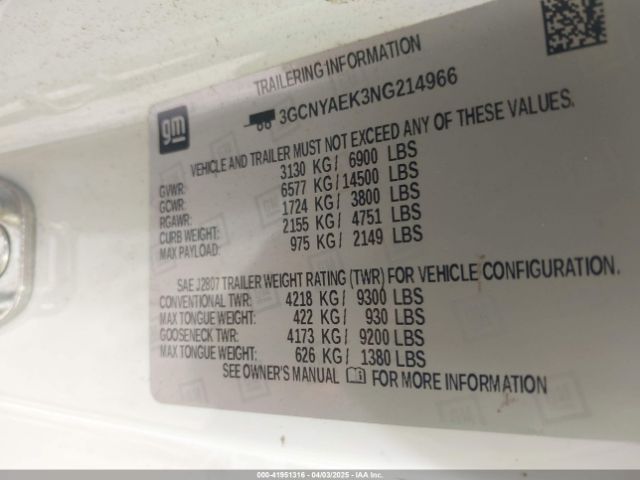 TRAILERING INFORMATION
gm
3GCNYAEK3NG214966
VEHICLE AND TRAILER MUST NOT EXCEED ANY OF THESE VALUES.
GVWR: 3130 KG/ 6900 LBS
GCWR: 6577 KG/14500 LBS
RGAWR: 1724 KG/ 3800 LBS
CURB WEIGHT: 2155 KG/ 4751 LBS
MAX PAYLOAD: 975 KG/ 2149 LBS
SAE J2807 TRAILER WEIGHT RATING (TWR) FOR VEHICLE CONFIGURATION.
CONVENTIONAL TWR: 4218 KG/ 9300 LBS
MAX TONGUE WEIGHT: 422 KG/ 930 LBS
GOOSENECK TWR: 4173 KG/ 9200 LBS
MAX TONGUE WEIGHT: 626 KG/ 1380 LBS
SEE OWNER'S MANUAL FOR MORE INFORMATION
000-41951316 - 04/03/2025 - IAAI.COM